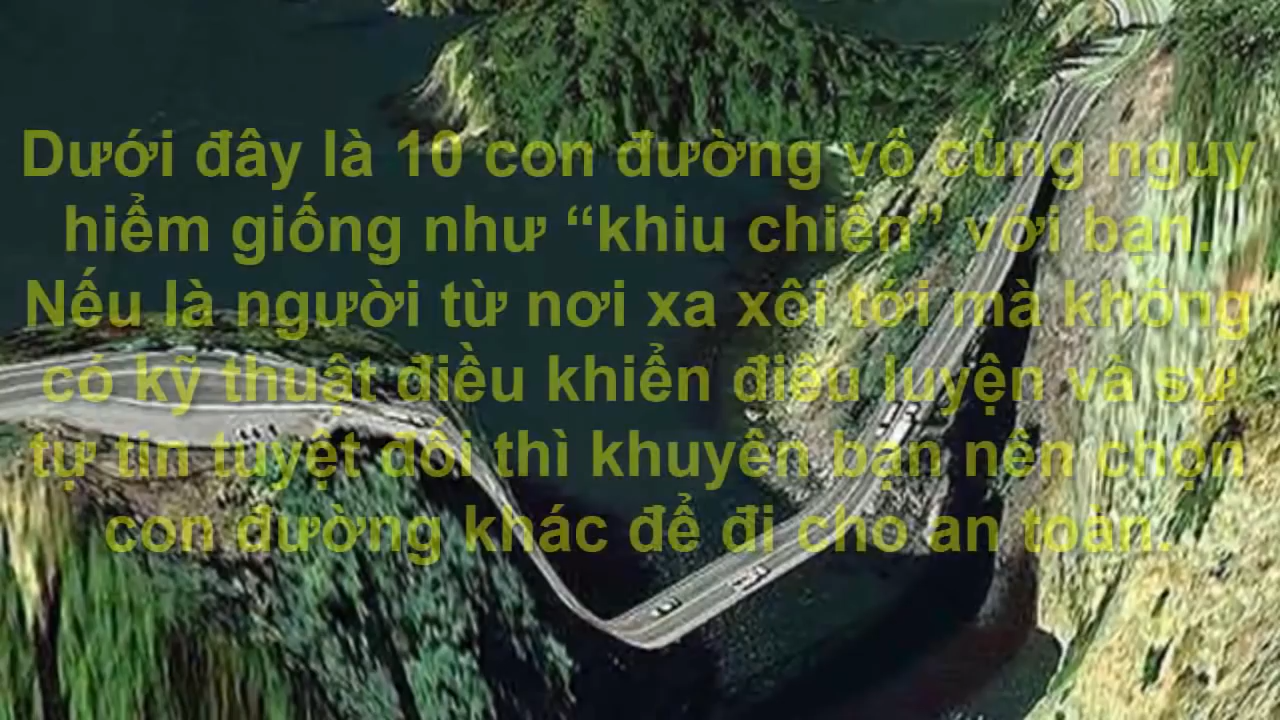 Dưới đây là 10 con đường vô cùng nguy
hiểm giống như “khiu chiến” với bạn.
Nếu là người từ nơi xa xôi tới mà không
có kỹ thuật điều khiển điêu luyện và sự
tự tin tuyệt đối thì khuyên bạn nên chọn
con đường khác để đi cho an toàn.